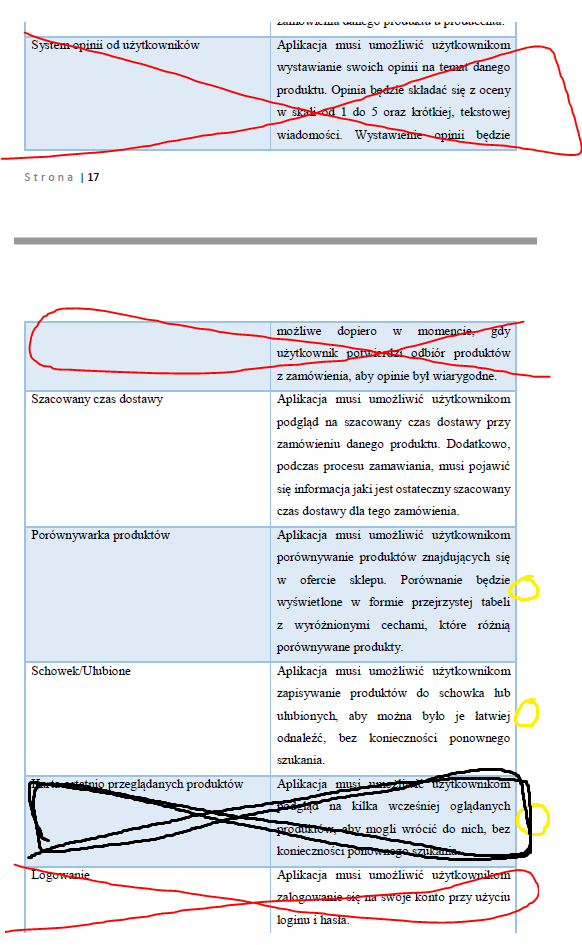 zamówienia danego produktu u producenta.
System opinii od użytkowników
Aplikacja musi umożliwić użytkownikom
wystawianie swoich opinii na temat danego
produktu. Opinia będzie składać się z oceny
w skali od 1 do 5 oraz krótkiej, tekstowej
wiadomości. Wystawienie opinii będzie
Strona | 17
możliwe dopiero w momencie, gdy
użytkownik potwierdzi odbiór produktów
z zamówienia, aby opinie był wiarygodne.
Szacowany czas dostawy
Aplikacja musi umożliwić użytkownikom
podgląd na szacowany czas dostawy przy
zamówieniu danego produktu. Dodatkowo,
podczas procesu zamawiania, musi pojawić
się informacja jaki jest ostateczny szacowany
czas dostawy dla tego zamówienia.
Porównywarka produktów
Aplikacja musi umożliwić użytkownikom
porównywanie produktów znajdujących się
w ofercie sklepu. Porównanie będzie
wyświetlone w formie przejrzystej tabeli
z wyróżnionymi cechami, które różnią
porównywane produkty.
Schowek/Ulubione
Aplikacja musi umożliwić użytkownikom
zapisywanie produktów do schowka lub
ulubionych, aby można było je łatwiej
odnaleźć, bez konieczności ponownego
szukania.
Karta ostatnio przeglądanych produktów
Aplikacja musi umożliwić użytkownikom
podgląd na kilka wcześniej oglądanych
produktów, aby mogli wrócić do nich, bez
konieczności ponownego szukania.
Logowanie
Aplikacja musi umożliwić użytkownikom
zalogowanie się na swoje konto przy użyciu
loginu i hasła.